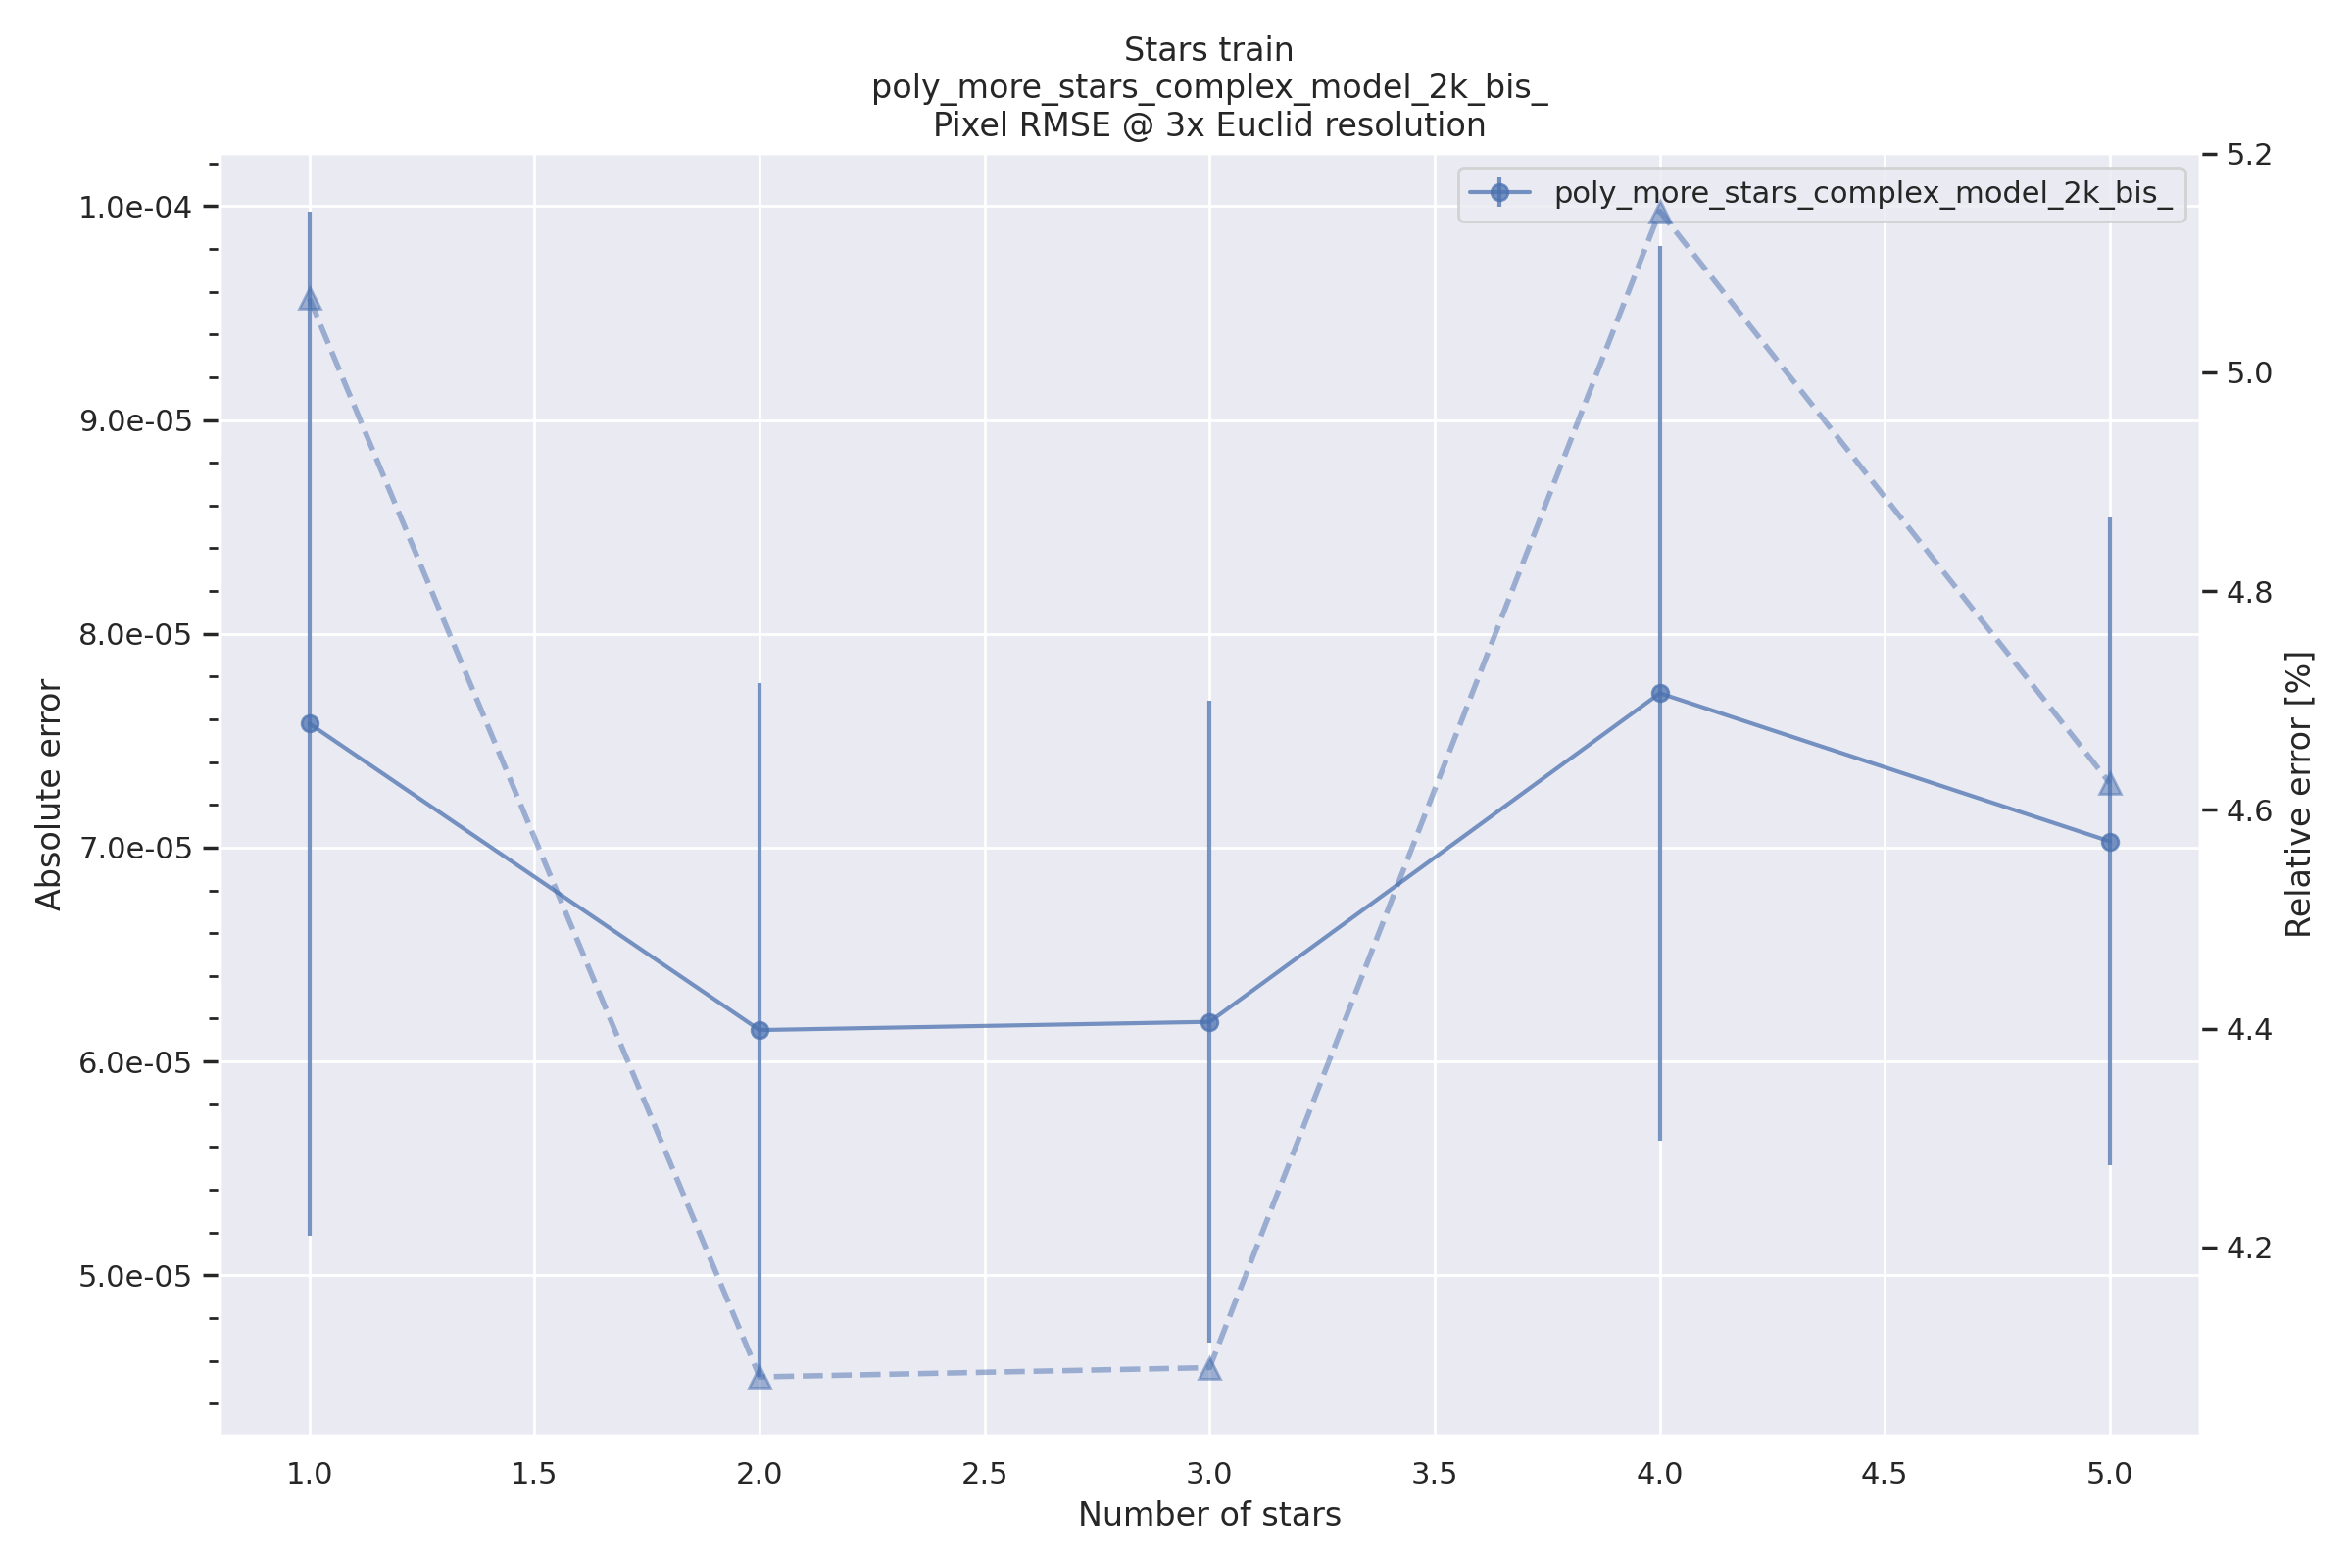 Stars train
poly_more_stars_complex_model_2k_bis_
Pixel RMSE @ 3x Euclid resolution
poly_more_stars_complex_model_2k_bis_
Absolute error
1.0e-04
9.0e-05
8.0e-05
7.0e-05
6.0e-05
5.0e-05
Relative error [%]
5.2
5.0
4.8
4.6
4.4
4.2
1.0 1.5 2.0 2.5 3.0 3.5 4.0 4.5 5.0
Number of stars